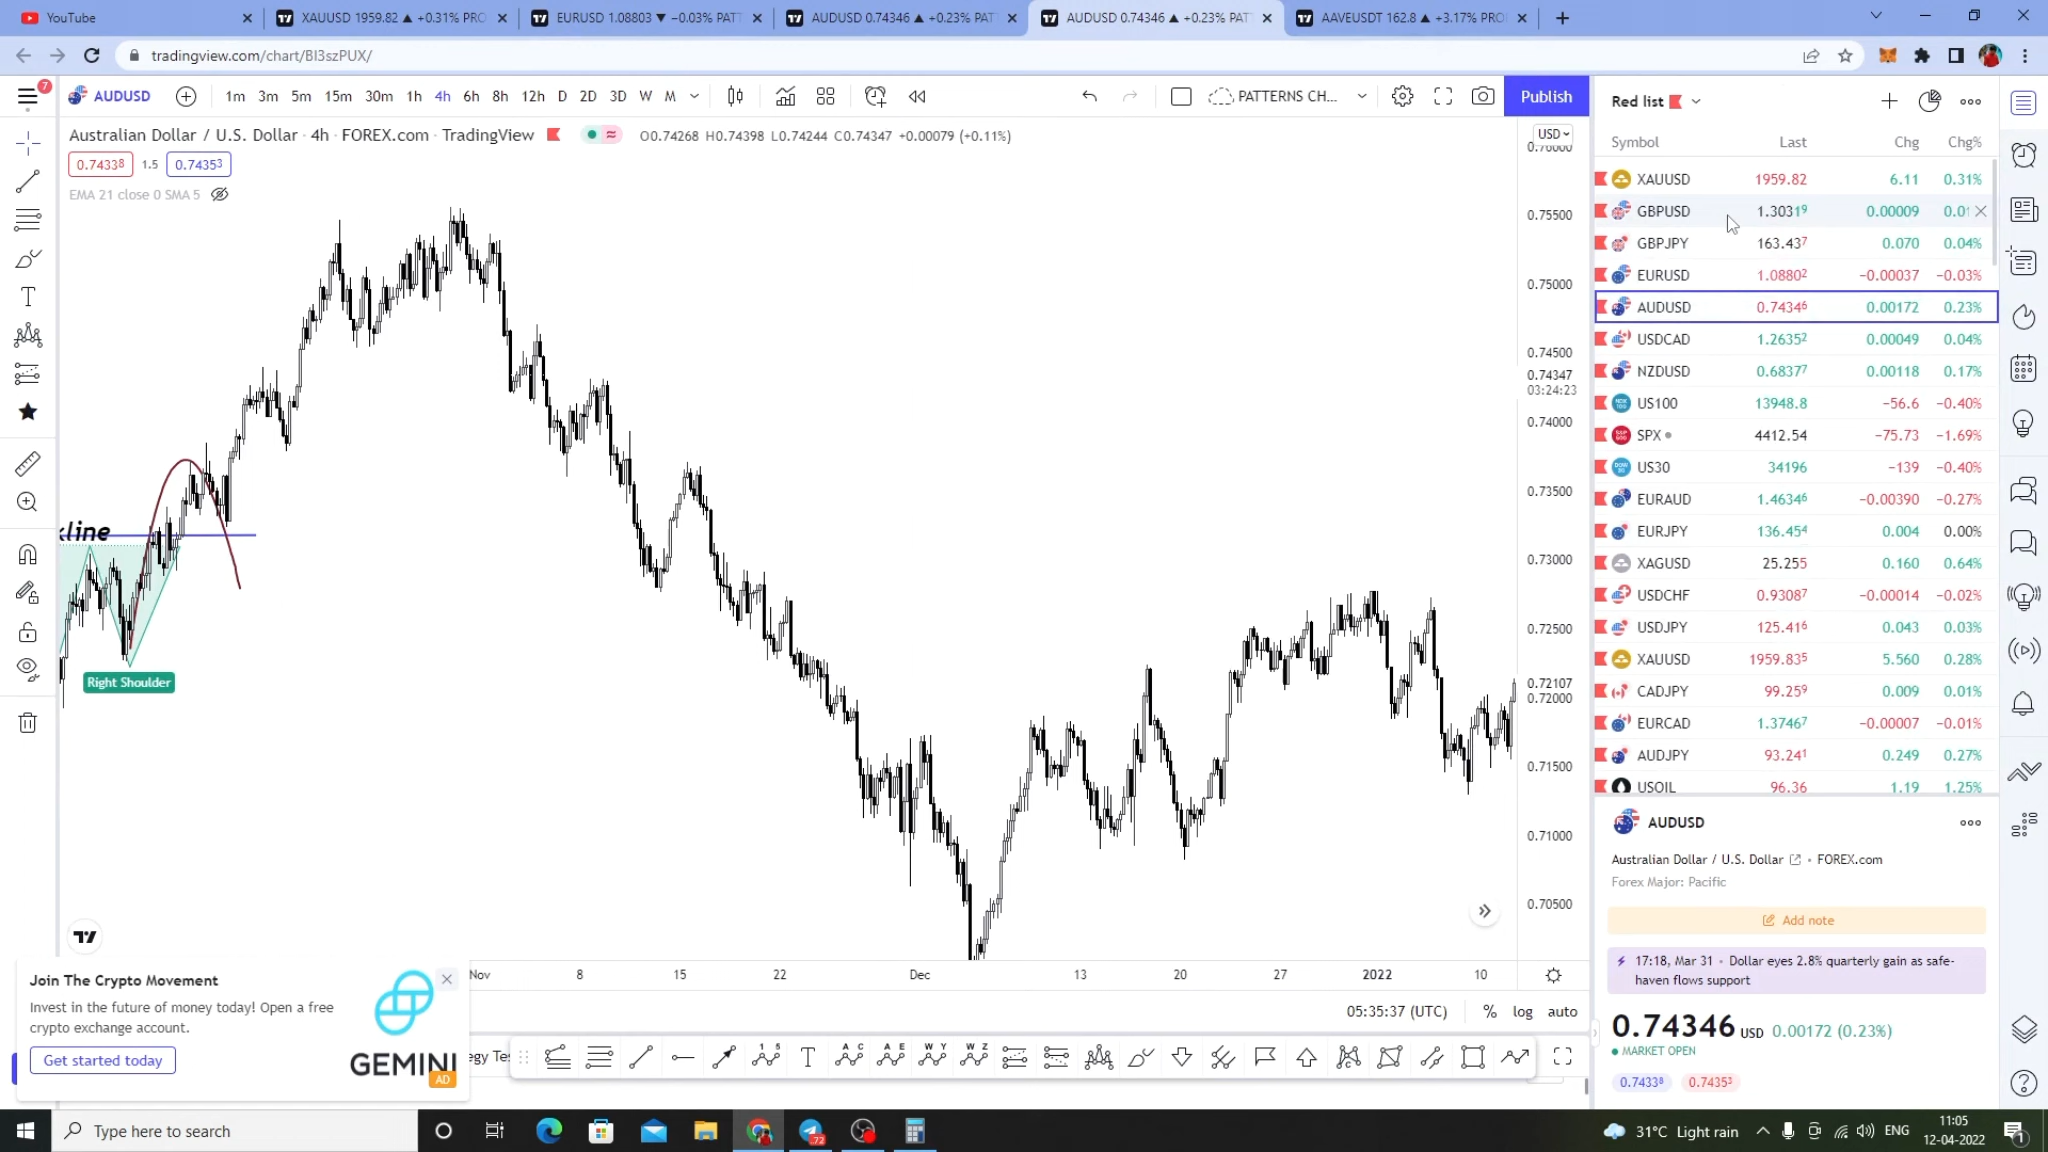 YouTube
XAUUSD 1959.82 ▲ +0.31% PRO
EURUSD 1.08803 ▼ −0.03% PATT
AUDUSD 0.74346 ▲ +0.23% PAT
AUDUSD 0.74346 ▲ +0.23% PAT
AAVEUSDT 162.8 ▲ +3.17% PRO
tradingview.com/chart/BI3szPUX/
7
AUDUSD
1m 3m 5m 15m 30m 1h 4h 6h 8h 12h D 2D 3D W M
PATTERNS CH...
Publish
Australian Dollar / U.S. Dollar · 4h · FOREX.com · TradingView
O0.74268 H0.74398 L0.74244 C0.74347 +0.00079 (+0.11%)
0.74338 1.5 0.74353
EMA 21 close 0 SMA 5
USD
0.76000
0.75500
0.75000
0.74500
0.74347
03:24:23
0.74000
0.73500
0.73000
0.72500
0.72107
0.72000
0.71500
0.71000
0.70500
kline
Right Shoulder
Nov 8 15 22 Dec 13 20 27 2022 10
05:35:37 (UTC) % log auto
Join The Crypto Movement
Invest in the future of money today! Open a free
crypto exchange account.
Get started today
GEMINI
AD
egy Tes
Red list
Symbol Last Chg Chg%
XAUUSD 1959.82 6.11 0.31%
GBPUSD 1.30319 0.00009 0.01
GBPJPY 163.437 0.070 0.04%
EURUSD 1.08802 −0.00037 −0.03%
AUDUSD 0.74346 0.00172 0.23%
USDCAD 1.26352 0.00049 0.04%
NZDUSD 0.68377 0.00118 0.17%
US100 13948.8 −56.6 −0.40%
SPX 4412.54 −75.73 −1.69%
US30 34196 −139 −0.40%
EURAUD 1.46346 −0.00390 −0.27%
EURJPY 136.454 0.004 0.00%
XAGUSD 25.255 0.160 0.64%
USDCHF 0.93087 −0.00014 −0.02%
USDJPY 125.416 0.043 0.03%
XAUUSD 1959.835 5.560 0.28%
CADJPY 99.259 0.009 0.01%
EURCAD 1.37467 −0.00007 −0.01%
AUDJPY 93.241 0.249 0.27%
USOIL 96.36 1.19 1.25%
AUDUSD
Australian Dollar / U.S. Dollar · FOREX.com
Forex Major: Pacific
Add note
17:18, Mar 31 · Dollar eyes 2.8% quarterly gain as safe-
haven flows support
0.74346 USD 0.00172 (0.23%)
MARKET OPEN
0.74338 0.74353
Type here to search
72
31°C Light rain
ENG
11:05
12-04-2022
1